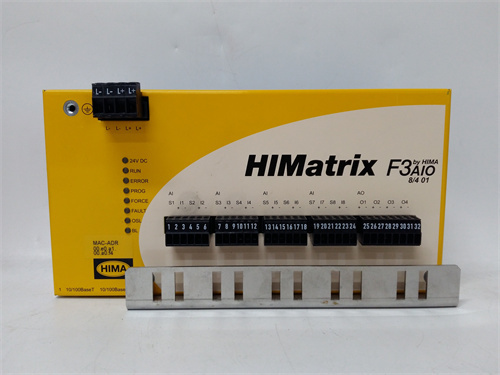 L- L- L+ L+
L- L- L+ L+
24V DC
RUN
ERROR
PROG
FORCE
FAULT
OSL
BL
HIMatrix F3 by HIMA
AIO
8/4 01
AI AI AI AI AO
S1 I1 S2 I2 S3 I3 S4 I4 S5 I5 S6 I6 S7 I7 S8 I8 O1 O2 O3 O4
1 2 3 4 5 6 7 8 9 10 11 12 13 14 15 16 17 18 19 20 21 22 23 24 25 26 27 28 29 30 31 32
MAC-ADR
HIMA
10/100BaseT 10/100Base